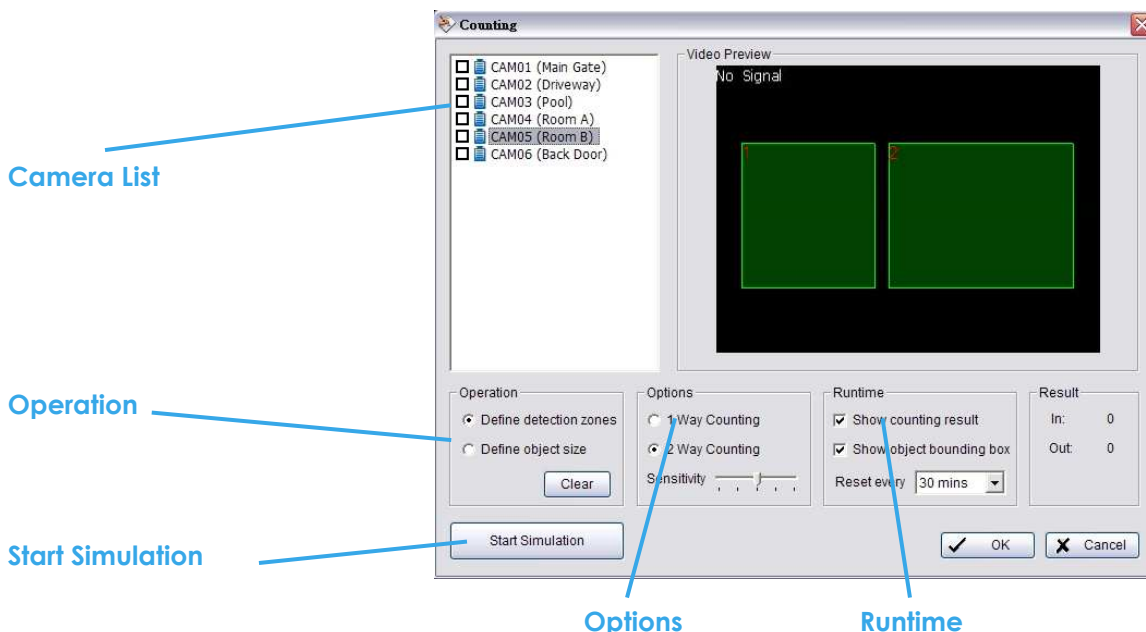 Counting
CAM01 (Main Gate)
CAM02 (Driveway)
CAM03 (Pool)
CAM04 (Room A)
CAM05 (Room B)
CAM06 (Back Door)
Video Preview
No Signal
1
2
Camera List
Operation
Operation
Define detection zones
Define object size
Clear
Options
1 Way Counting
2 Way Counting
Sensitivity
Runtime
Show counting result
Show object bounding box
Reset every 30 mins
Result
In: 0
Out: 0
Start Simulation
Start Simulation
OK
Cancel
Options
Runtime